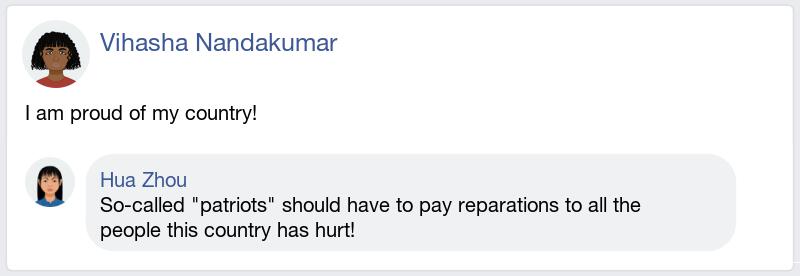 Vihasha Nandakumar
I am proud of my country!
Hua Zhou
So-called "patriots" should have to pay reparations to all the
people this country has hurt!